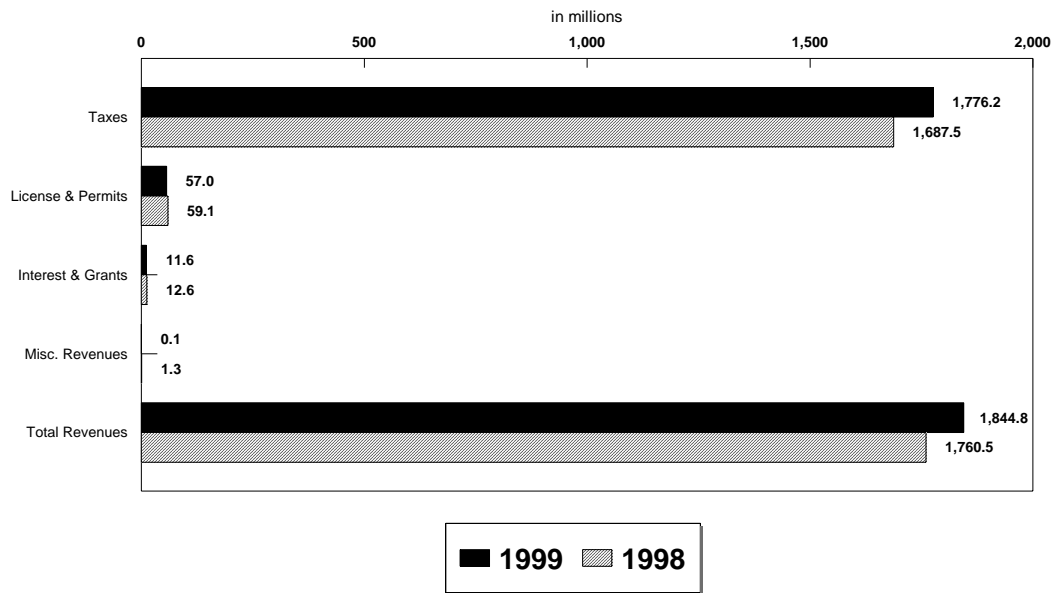 in millions
0 500 1,000 1,500 2,000
Taxes
1,776.2
1,687.5
License & Permits
57.0
59.1
Interest & Grants
11.6
12.6
Misc. Revenues
0.1
1.3
Total Revenues
1,844.8
1,760.5
1999 1998